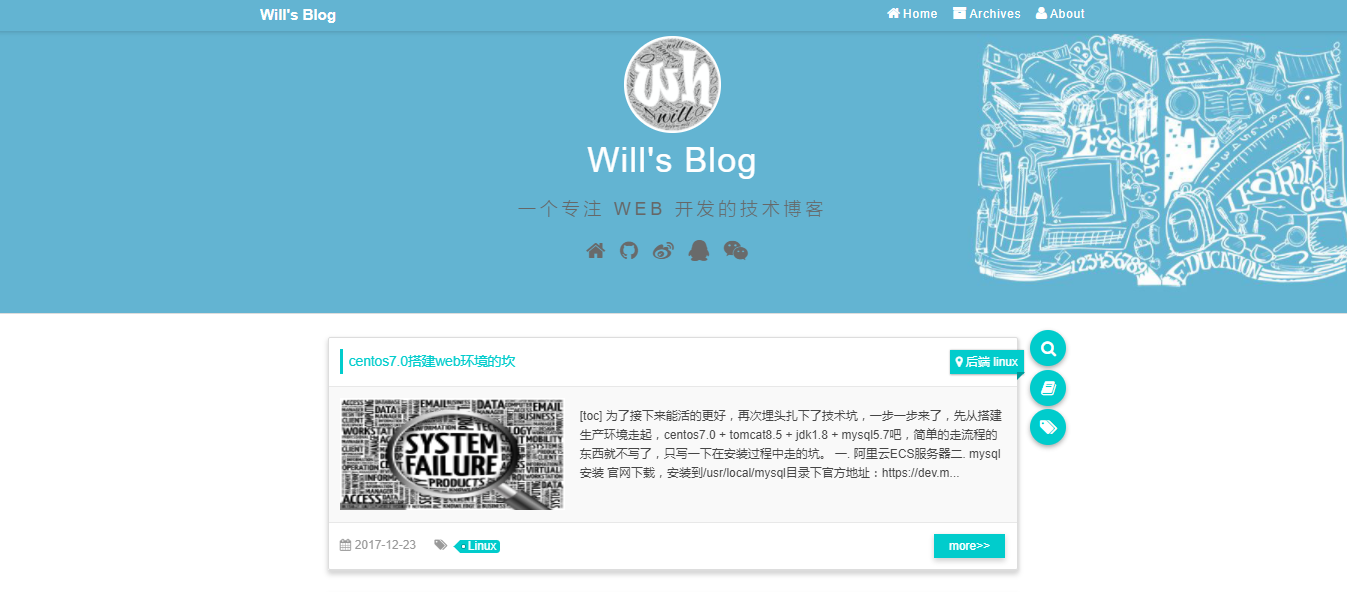 Will's Blog
Home
Archives
About
wh
will
Will's Blog
一个专注 WEB 开发的技术博客
Research
Learning
ABC
123456789
EDUCATION
centos7.0搭建web环境的坎
后端 linux
SYSTEM
FAILURE
PRODUCTS
[toc] 为了接下来能活的更好，再次埋头扎下了技术坑，一步一步来了，先从搭建
生产环境走起，centos7.0 + tomcat8.5 + jdk1.8 + mysql5.7吧，简单的走流程的
东西就不写了，只写一下在安装过程中走的坑。 一. 阿里云ECS服务器二. mysql
安装 官网下载，安装到/usr/local/mysql目录下官方地址：https://dev.m...
2017-12-23
Linux
more>>